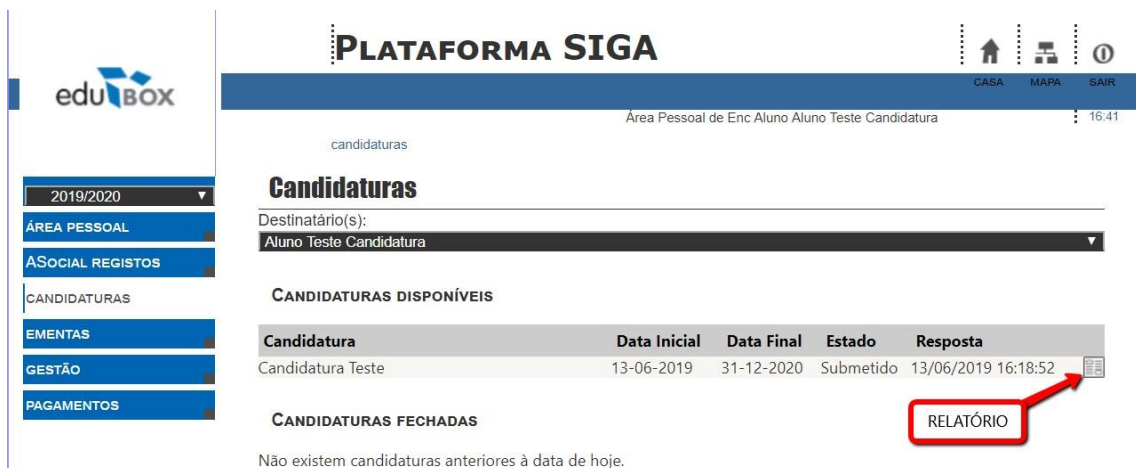 PLATAFORMA SIGA
edubox
CASA MAPA SAIR
Área Pessoal de Enc Aluno Aluno Teste Candidatura
16:41
candidaturas
2019/2020
ÁREA PESSOAL
ASOCIAL REGISTOS
CANDIDATURAS
EMENTAS
GESTÃO
PAGAMENTOS
Candidaturas
Destinatário(s):
Aluno Teste Candidatura
CANDIDATURAS DISPONÍVEIS
Candidatura Data Inicial Data Final Estado Resposta
Candidatura Teste 13-06-2019 31-12-2020 Submetido 13/06/2019 16:18:52
RELATÓRIO
CANDIDATURAS FECHADAS
Não existem candidaturas anteriores à data de hoje.